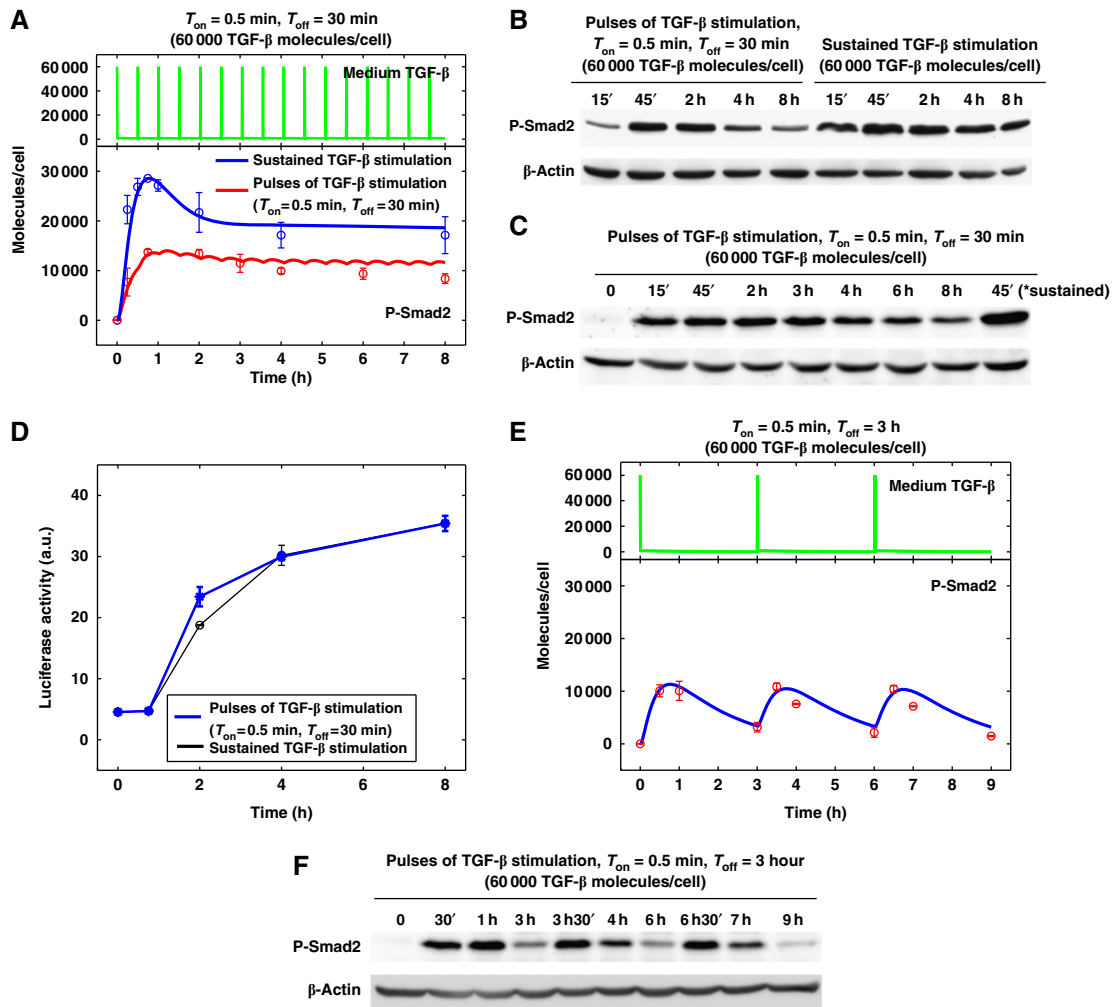 A
T_on = 0.5 min, T_off = 30 min
(60 000 TGF-β molecules/cell)
60 000
40 000
20 000
0
Medium TGF-β
30 000
20 000
10 000
0
Molecules/cell
Sustained TGF-β stimulation
Pulses of TGF-β stimulation
(T_on=0.5 min, T_off = 30 min)
P-Smad2
0 1 2 3 4 5 6 7 8
Time (h)
B
Pulses of TGF-β stimulation,
T_on = 0.5 min, T_off = 30 min
(60 000 TGF-β molecules/cell)
Sustained TGF-β stimulation
(60 000 TGF-β molecules/cell)
15′ 45′ 2 h 4 h 8 h 15′ 45′ 2 h 4 h 8 h
P-Smad2
β-Actin
C
Pulses of TGF-β stimulation, T_on = 0.5 min, T_off = 30 min
(60 000 TGF-β molecules/cell)
0 15′ 45′ 2 h 3 h 4 h 6 h 8 h 45′ (*sustained)
P-Smad2
β-Actin
D
40
30
20
10
0
Luciferase activity (a.u.)
Pulses of TGF-β stimulation
(T_on=0.5 min, T_off= 30 min)
Sustained TGF-β stimulation
0 2 4 6 8
Time (h)
E
T_on = 0.5 min, T_off = 3 h
(60 000 TGF-β molecules/cell)
60 000
40 000
20 000
0
Medium TGF-β
30 000
20 000
10 000
0
Molecules/cell
P-Smad2
0 1 2 3 4 5 6 7 8 9
Time (h)
F
Pulses of TGF-β stimulation, T_on = 0.5 min, T_off = 3 hour
(60 000 TGF-β molecules/cell)
0 30′ 1 h 3 h 3 h30′ 4 h 6 h 6 h30′ 7 h 9 h
P-Smad2
β-Actin